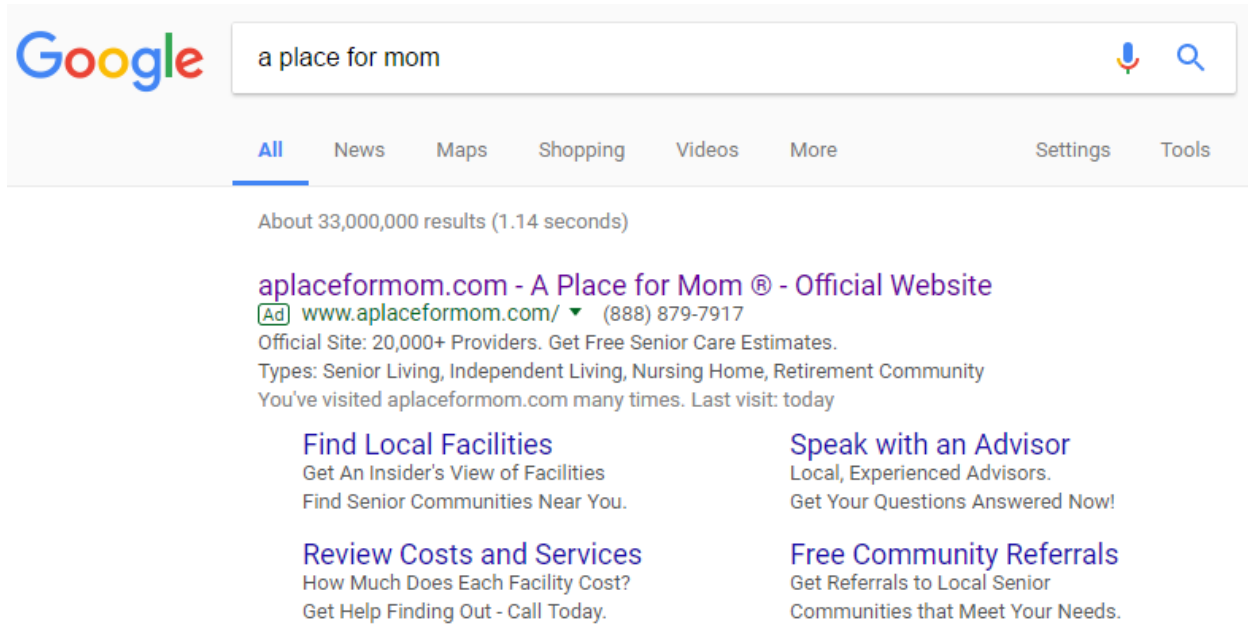 Google
a place for mom
All News Maps Shopping Videos More Settings Tools
About 33,000,000 results (1.14 seconds)
aplaceformom.com - A Place for Mom ® - Official Website
Ad www.aplaceformom.com/ (888) 879-7917
Official Site: 20,000+ Providers. Get Free Senior Care Estimates.
Types: Senior Living, Independent Living, Nursing Home, Retirement Community
You've visited aplaceformom.com many times. Last visit: today
Find Local Facilities
Get An Insider's View of Facilities
Find Senior Communities Near You.
Speak with an Advisor
Local, Experienced Advisors.
Get Your Questions Answered Now!
Review Costs and Services
How Much Does Each Facility Cost?
Get Help Finding Out - Call Today.
Free Community Referrals
Get Referrals to Local Senior
Communities that Meet Your Needs.